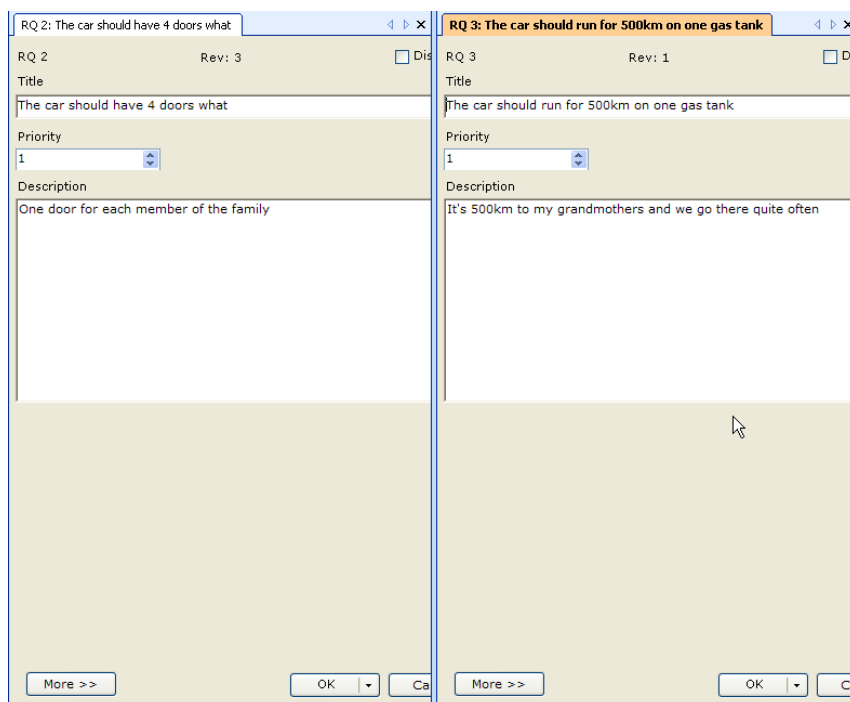 RQ 2: The car should have 4 doors what
RQ 2 Rev: 3 Dis
Title
The car should have 4 doors what
Priority
1
Description
One door for each member of the family
More >> OK Ca
RQ 3: The car should run for 500km on one gas tank
RQ 3 Rev: 1 D
Title
The car should run for 500km on one gas tank
Priority
1
Description
It's 500km to my grandmothers and we go there quite often
More >> OK C